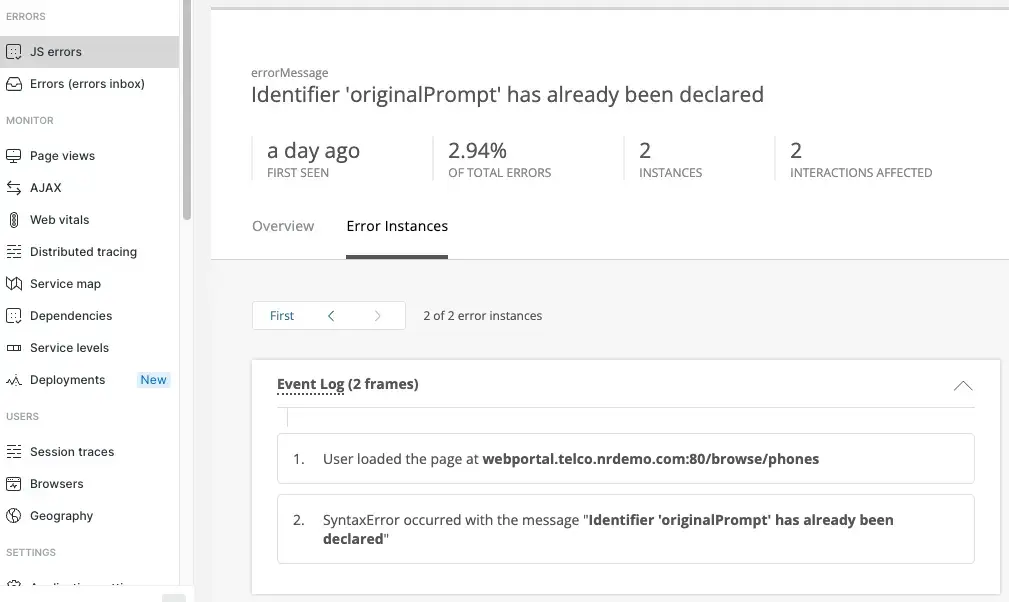 ERRORS
JS errors
Errors (errors inbox)
MONITOR
Page views
AJAX
Web vitals
Distributed tracing
Service map
Dependencies
Service levels
Deployments New
USERS
Session traces
Browsers
Geography
SETTINGS
errorMessage
Identifier 'originalPrompt' has already been declared
a day ago
FIRST SEEN
2.94%
OF TOTAL ERRORS
2
INSTANCES
2
INTERACTIONS AFFECTED
Overview
Error Instances
First
2 of 2 error instances
Event Log (2 frames)
1. User loaded the page at webportal.telco.nrdemo.com:80/browse/phones
2. SyntaxError occurred with the message "Identifier 'originalPrompt' has already been
declared"